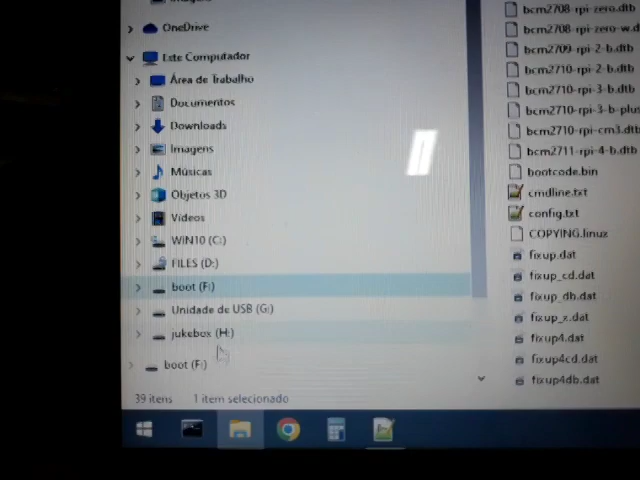 OneDrive
Este Computador
Área de Trabalho
Documentos
Downloads
Imagens
Músicas
Objetos 3D
Vídeos
WIN10 (C:)
FILES (D:)
boot (F:)
Unidade de USB (G:)
jukebox (H:)
boot (F:)
39 itens 1 item selecionado
bcm2708-rpi-zero.dtb
bcm2708-rpi-zero-w.d
bcm2709-rpi-2-b.dtb
bcm2710-rpi-2-b.dtb
bcm2710-rpi-3-b.dtb
bcm2710-rpi-3-b-plus
bcm2710-rpi-cm3.dtb
bcm2711-rpi-4-b.dtb
bootcode.bin
cmdline.txt
config.txt
COPYING.linux
fixup.dat
fixup_cd.dat
fixup_db.dat
fixup_x.dat
fixup4.dat
fixup4cd.dat
fixup4db.dat